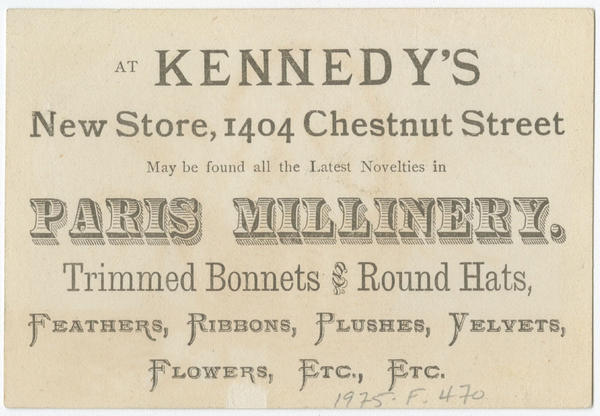 AT KENNEDY'S
New Store, 1404 Chestnut Street
May be found all the Latest Novelties in
PARIS MILLINERY.
Trimmed Bonnets & Round Hats,
FEATHERS, RIBBONS, PLUSHES, VELVETS,
FLOWERS, ETC., ETC.
1975. F. 470